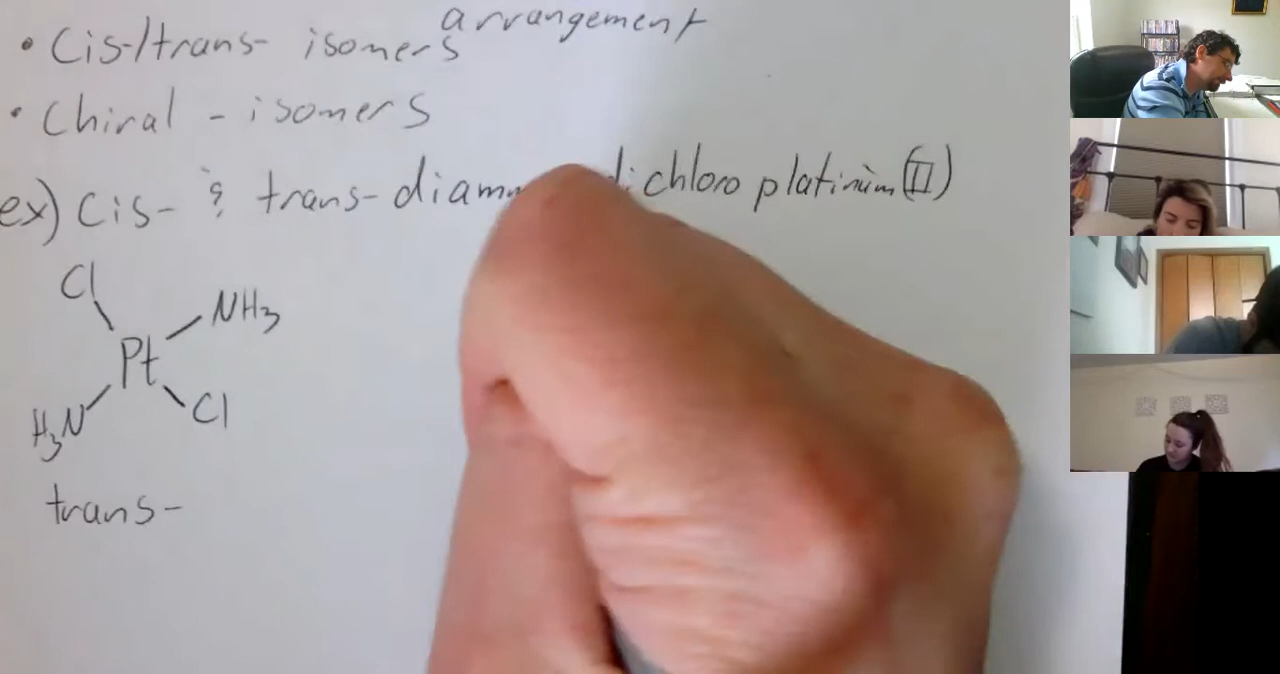 arrangement
• Cis-/trans- isomers
• Chiral - isomers
ex) Cis- & trans-diamm dichloro platinum (II)
Cl
NH3
Pt
H3N
Cl
trans-